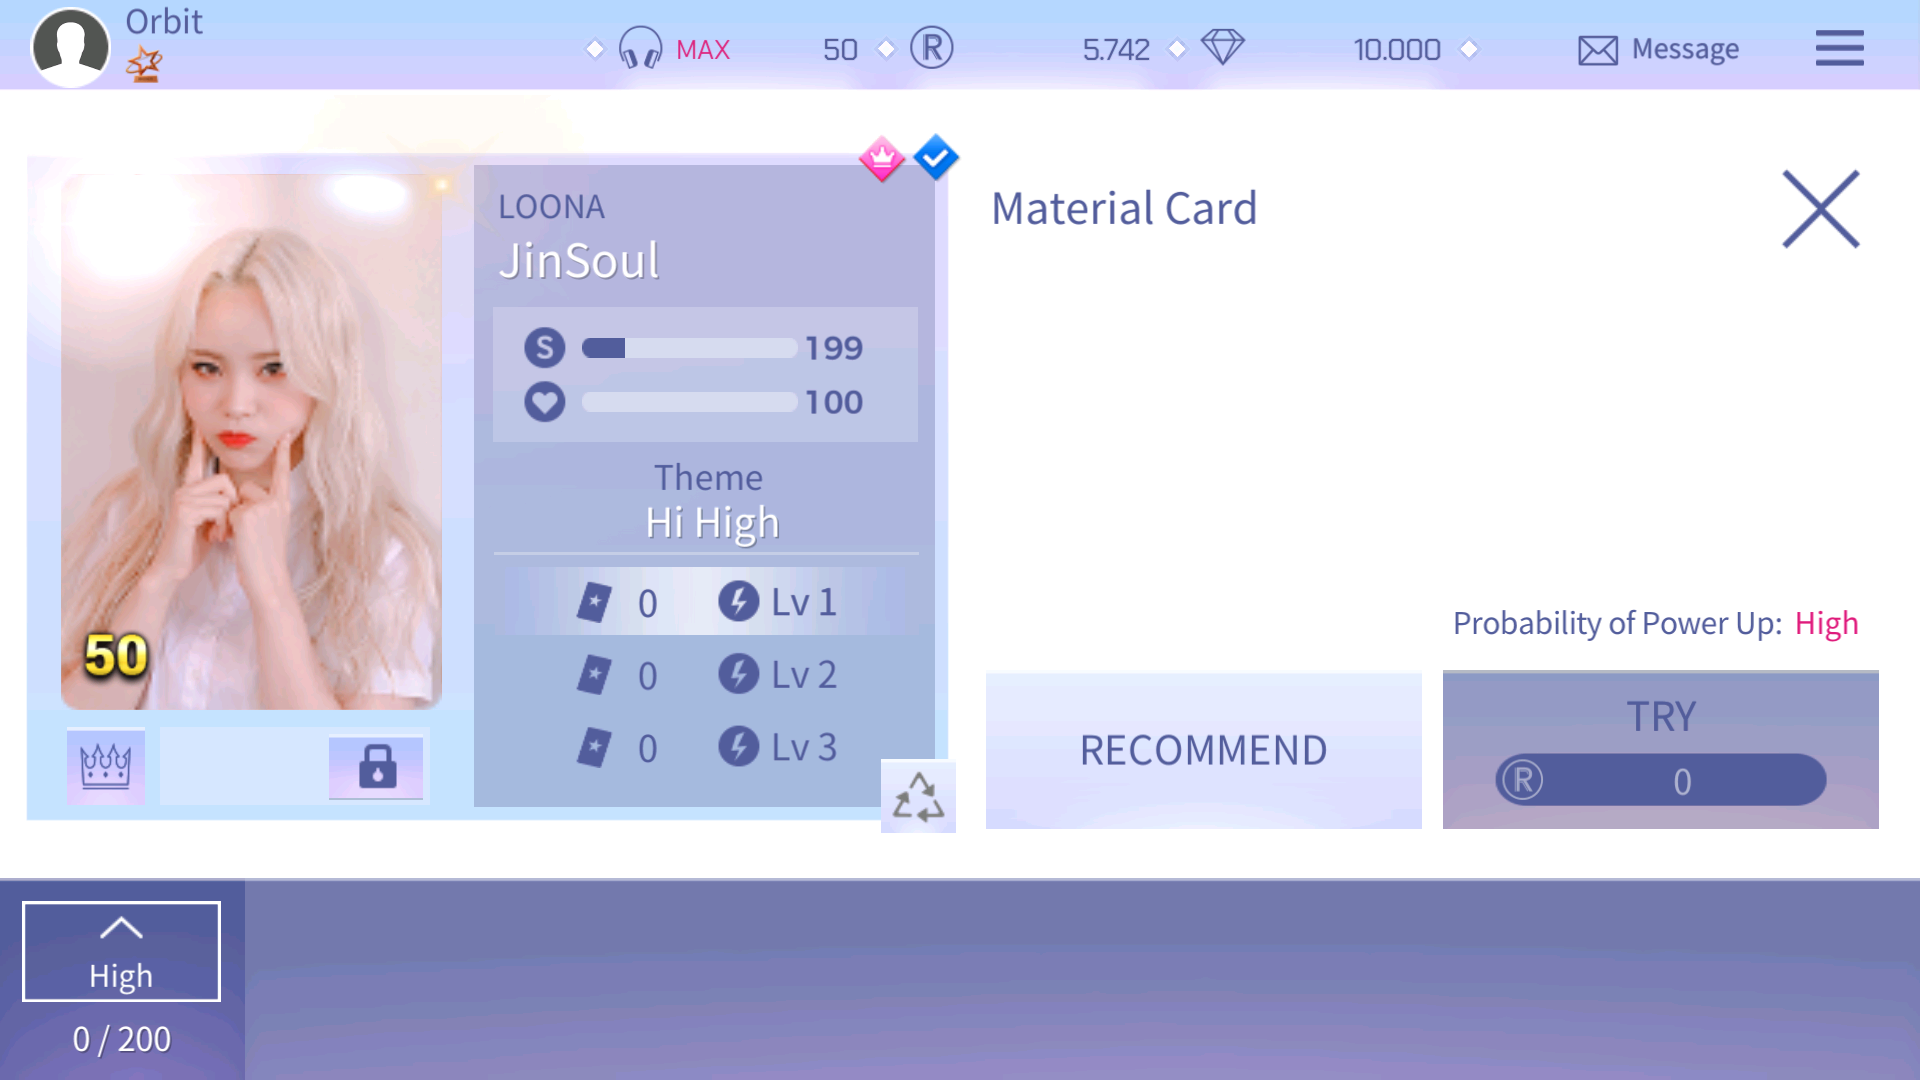 Orbit
MAX
50
R
5.742
10.000
Message
LOONA
JinSoul
S
199
100
Theme
Hi High
0 Lv 1
0 Lv 2
0 Lv 3
50
Material Card
Probability of Power Up: High
RECOMMEND
TRY
R 0
High
0 / 200